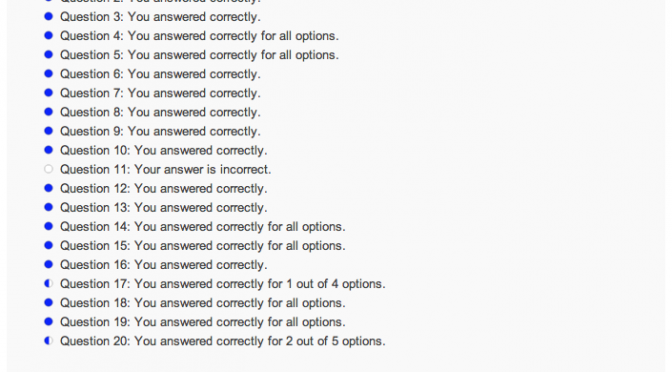 Question 2: You answered correctly.
Question 3: You answered correctly.
Question 4: You answered correctly for all options.
Question 5: You answered correctly for all options.
Question 6: You answered correctly.
Question 7: You answered correctly.
Question 8: You answered correctly.
Question 9: You answered correctly.
Question 10: You answered correctly.
Question 11: Your answer is incorrect.
Question 12: You answered correctly.
Question 13: You answered correctly.
Question 14: You answered correctly for all options.
Question 15: You answered correctly for all options.
Question 16: You answered correctly.
Question 17: You answered correctly for 1 out of 4 options.
Question 18: You answered correctly for all options.
Question 19: You answered correctly for all options.
Question 20: You answered correctly for 2 out of 5 options.